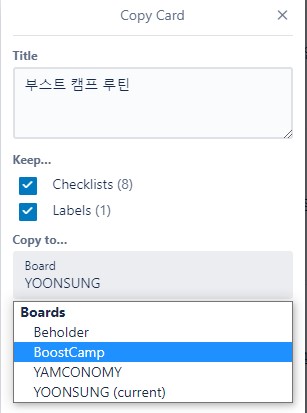 Copy Card
Title
부스트 캠프 루틴
Keep...
Checklists (8)
Labels (1)
Copy to...
Board
YOONSUNG
Boards
Beholder
BoostCamp
YAMCONOMY
YOONSUNG (current)